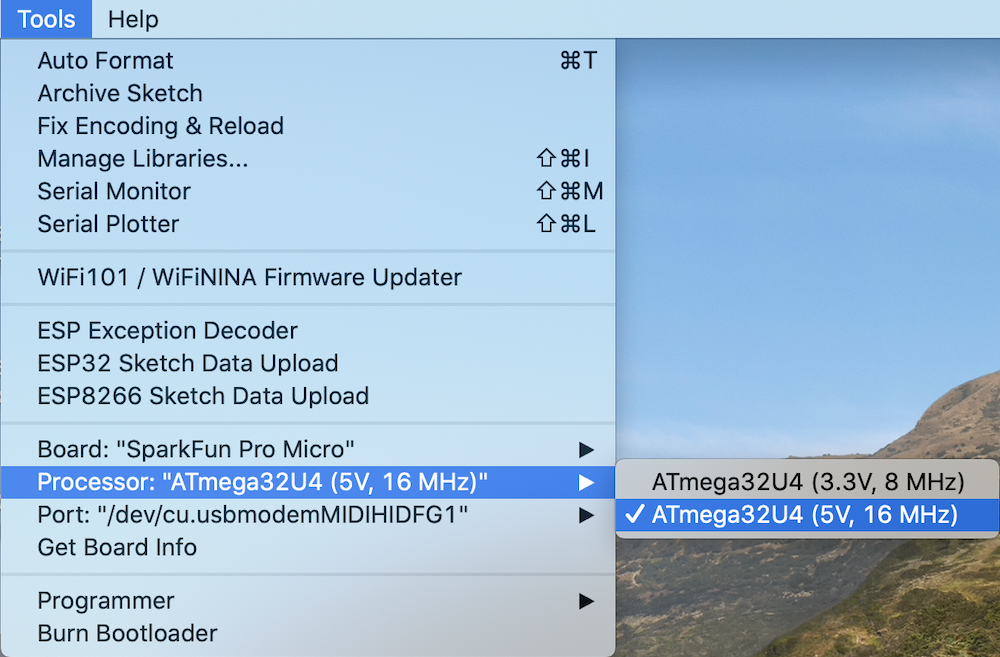 Tools Help
Auto Format ⌘T
Archive Sketch
Fix Encoding & Reload
Manage Libraries... ⇧⌘I
Serial Monitor ⇧⌘M
Serial Plotter ⇧⌘L
WiFi101 / WiFiNINA Firmware Updater
ESP Exception Decoder
ESP32 Sketch Data Upload
ESP8266 Sketch Data Upload
Board: "SparkFun Pro Micro" ▶
Processor: "ATmega32U4 (5V, 16 MHz)" ▶
Port: "/dev/cu.usbmodemMIDIHIDFG1" ▶
Get Board Info
Programmer ▶
Burn Bootloader
ATmega32U4 (3.3V, 8 MHz)
✓ ATmega32U4 (5V, 16 MHz)